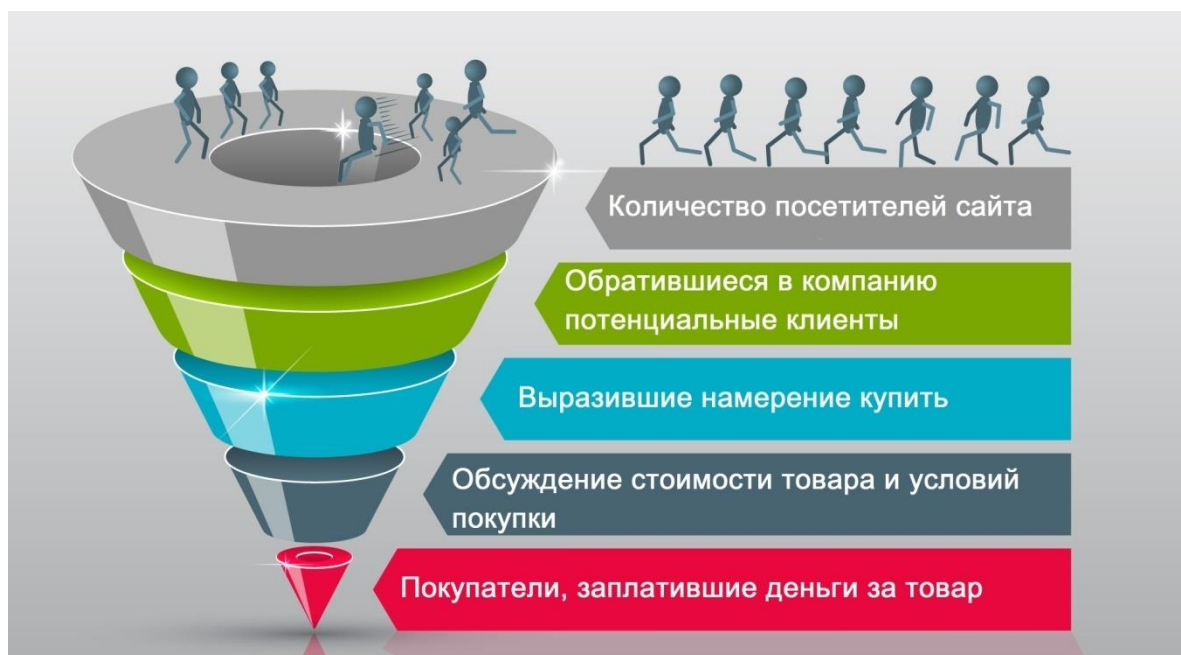 Количество посетителей сайта
Обратившиеся в компанию
потенциальные клиенты
Выразившие намерение купить
Обсуждение стоимости товара и условий
покупки
Покупатели, заплатившие деньги за товар